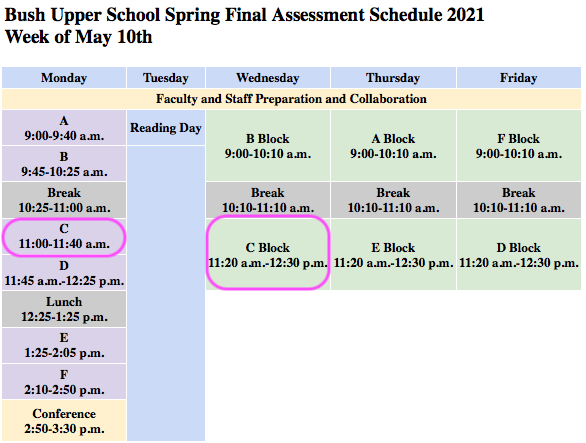 Bush Upper School Spring Final Assessment Schedule 2021
Week of May 10th
Monday Tuesday Wednesday Thursday Friday
Faculty and Staff Preparation and Collaboration
A
9:00-9:40 a.m.
B
9:45-10:25 a.m.
Break
10:25-11:00 a.m.
C
11:00-11:40 a.m.
D
11:45 a.m.-12:25 p.m.
Lunch
12:25-1:25 p.m.
E
1:25-2:05 p.m.
F
2:10-2:50 p.m.
Conference
2:50-3:30 p.m.
Reading Day
B Block
9:00-10:10 a.m.
Break
10:10-11:10 a.m.
C Block
11:20 a.m.-12:30 p.m.
A Block
9:00-10:10 a.m.
Break
10:10-11:10 a.m.
E Block
11:20 a.m.-12:30 p.m.
F Block
9:00-10:10 a.m.
Break
10:10-11:10 a.m.
D Block
11:20 a.m.-12:30 p.m.